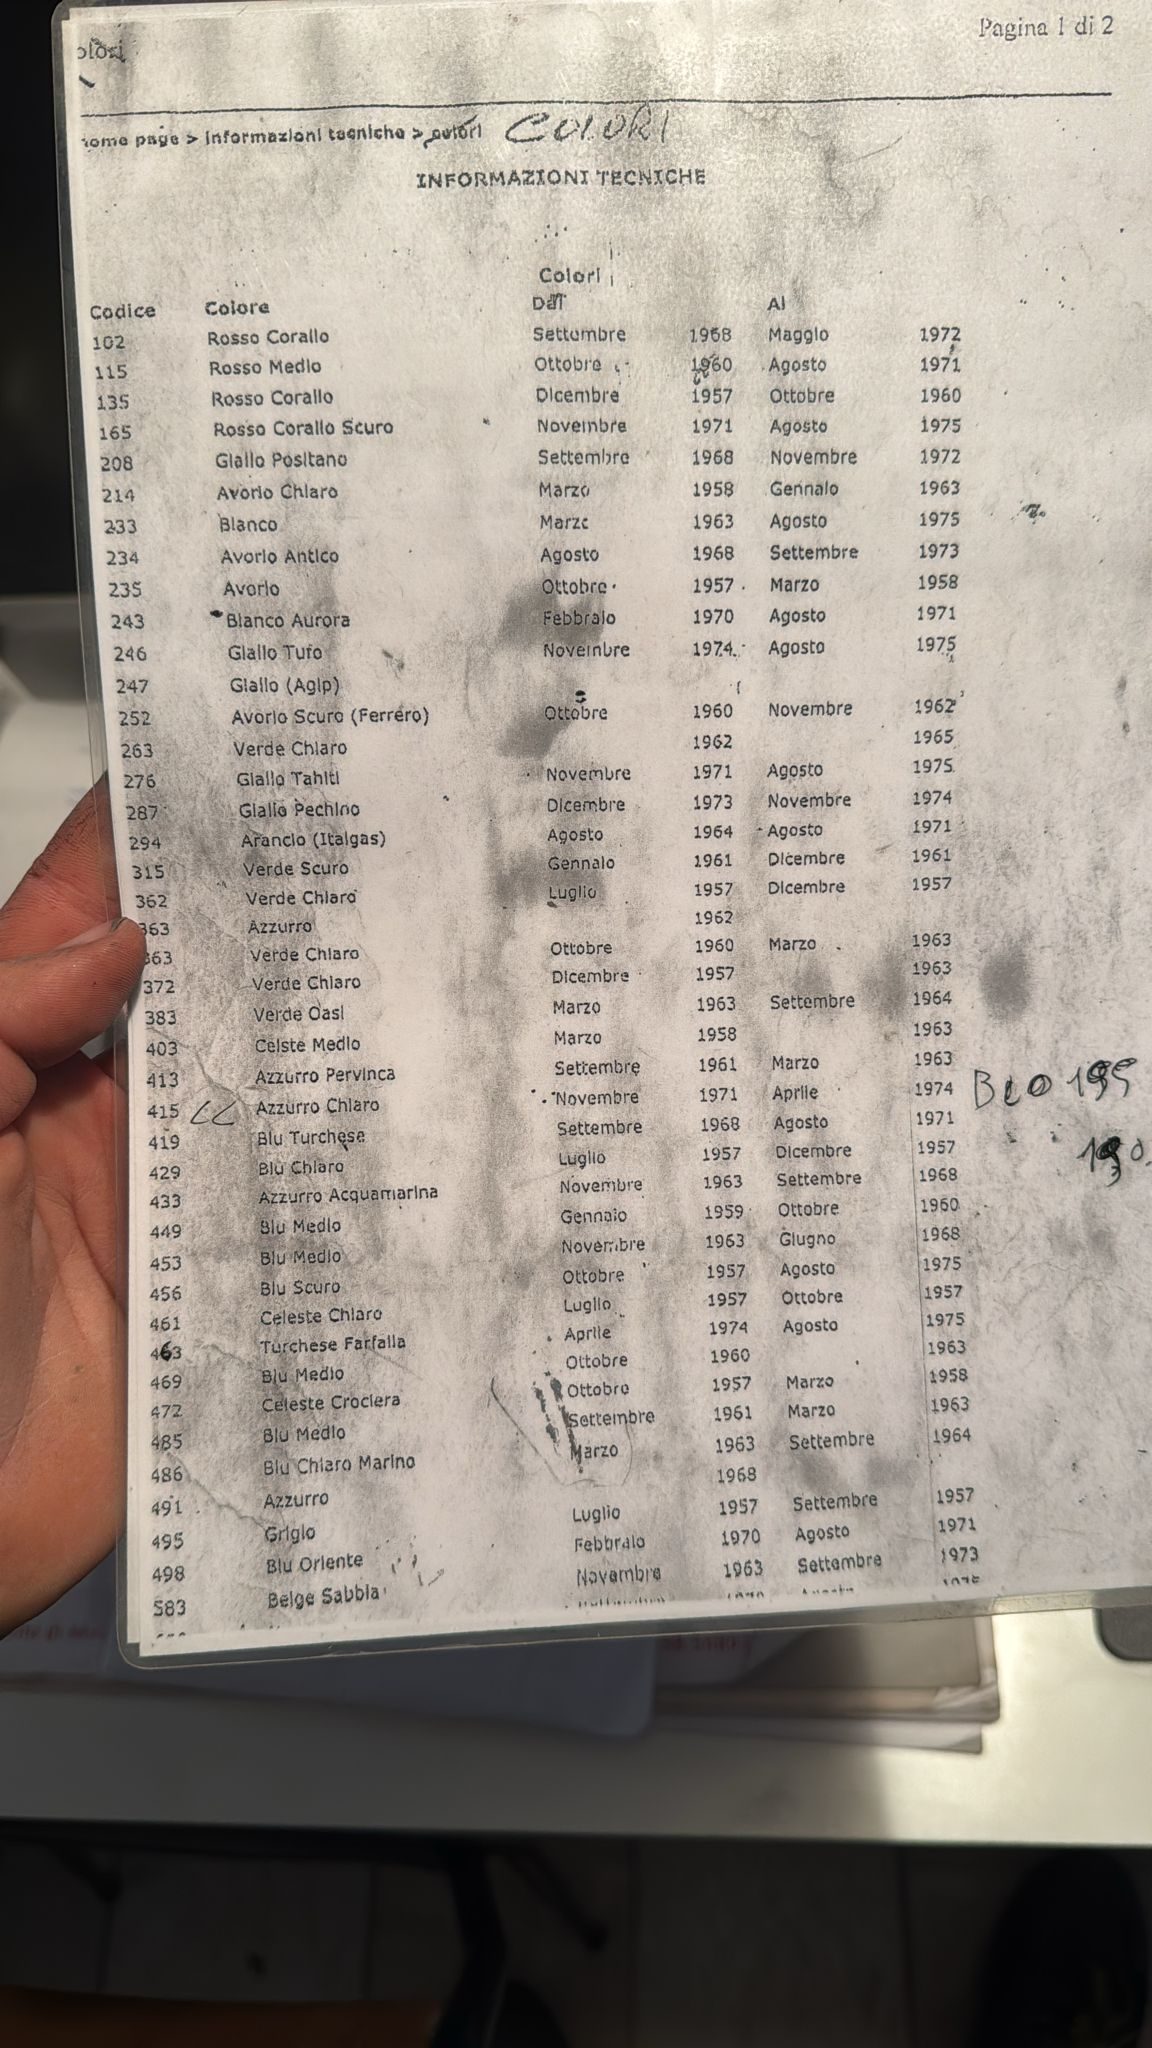 olori
Pagina 1 di 2
home page > informazioni tecniche > colori COLORI
INFORMAZIONI TECNICHE
Colori
Codice Colore Dal Al
102 Rosso Corallo Settembre 1968 Maggio 1972
115 Rosso Medio Ottobre 1960 Agosto 1971
135 Rosso Corallo Dicembre 1957 Ottobre 1960
165 Rosso Corallo Scuro Novembre 1971 Agosto 1975
208 Giallo Positano Settembre 1968 Novembre 1972
214 Avorio Chiaro Marzo 1958 Gennaio 1963
233 Bianco Marzo 1963 Agosto 1975
234 Avorio Antico Agosto 1968 Settembre 1973
235 Avorio Ottobre 1957 Marzo 1958
243 Bianco Aurora Febbraio 1970 Agosto 1971
246 Giallo Tufo Novembre 1974 Agosto 1975
247 Giallo (Agip)
252 Avorio Scuro (Ferrero) Ottobre 1960 Novembre 1962
263 Verde Chiaro 1962 1965
276 Giallo Tahiti Novembre 1971 Agosto 1975
287 Giallo Pechino Dicembre 1973 Novembre 1974
294 Arancio (Italgas) Agosto 1964 Agosto 1971
315 Verde Scuro Gennaio 1961 Dicembre 1961
362 Verde Chiaro Luglio 1957 Dicembre 1957
363 Azzurro 1962
363 Verde Chiaro Ottobre 1960 Marzo 1963
372 Verde Chiaro Dicembre 1957 1963
383 Verde Oasi Marzo 1963 Settembre 1964
403 Celste Medio Marzo 1958 1963
413 Azzurro Pervinca Settembre 1961 Marzo 1963
415 Azzurro Chiaro Novembre 1971 Aprile 1974
419 Blu Turchese Settembre 1968 Agosto 1971
429 Blu Chiaro Luglio 1957 Dicembre 1957
433 Azzurro Acquamarina Novembre 1963 Settembre 1968
449 Blu Medio Gennaio 1959 Ottobre 1960
453 Blu Medio Novembre 1963 Giugno 1968
456 Blu Scuro Ottobre 1957 Agosto 1975
461 Celeste Chiaro Luglio 1957 Ottobre 1957
463 Turchese Farfalla Aprile 1974 Agosto 1975
469 Blu Medio Ottobre 1960 1963
472 Celeste Crociera Ottobre 1957 Marzo 1958
485 Blu Medio Settembre 1961 Marzo 1963
486 Blu Chiaro Marino Marzo 1963 Settembre 1964
491 Azzurro 1968
495 Grigio Luglio 1957 Settembre 1957
498 Blu Oriente Febbraio 1970 Agosto 1971
583 Beige Sabbia Novembre 1963 Settembre 1973